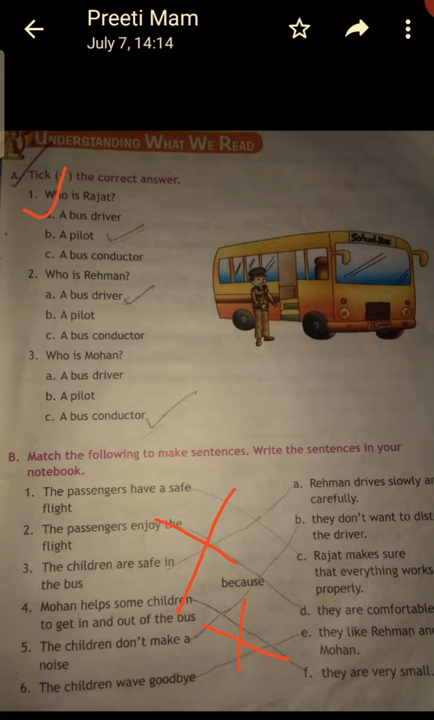 Preeti Mam
July 7, 14:14
UNDERSTANDING WHAT WE READ
A. Tick (✓) the correct answer.
1. Who is Rajat?
a. A bus driver
b. A pilot
c. A bus conductor
2. Who is Rehman?
a. A bus driver
b. A pilot
c. A bus conductor
3. Who is Mohan?
a. A bus driver
b. A pilot
c. A bus conductor
School Bus
B. Match the following to make sentences. Write the sentences in your
notebook.
1. The passengers have a safe
flight
2. The passengers enjoy the
flight
3. The children are safe in
the bus
4. Mohan helps some children
to get in and out of the bus
5. The children don't make a
noise
6. The children wave goodbye
because
a. Rehman drives slowly
carefully.
b. they don't want to
the driver.
c. Rajat makes sure
that everything works
properly.
d. they are comfortable
e. they like Rehman
Mohan.
f. they are very small.